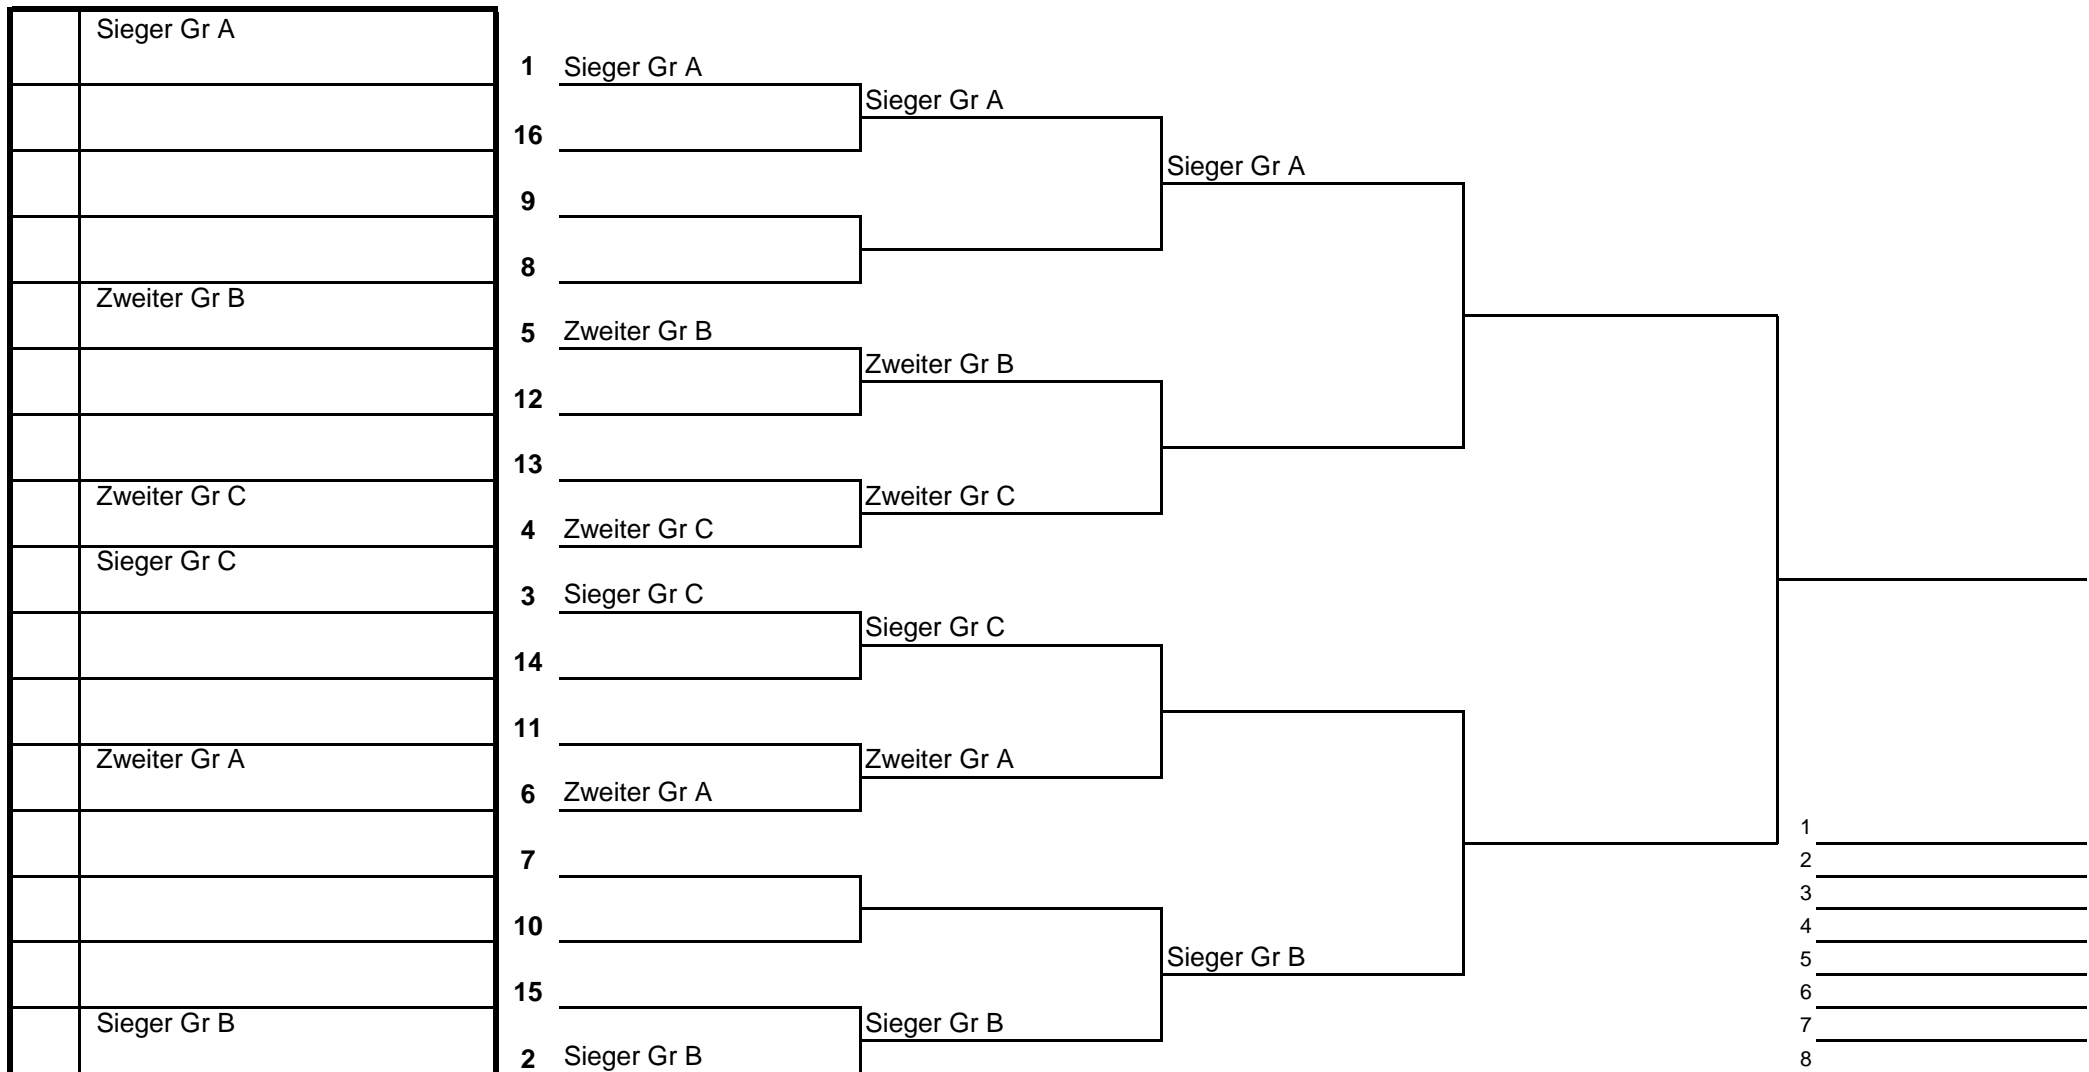 Sieger Gr A
1 Sieger Gr A
Sieger Gr A
16
Sieger Gr A
9
8
Zweiter Gr B
5 Zweiter Gr B
Zweiter Gr B
12
13
Zweiter Gr C
Zweiter Gr C
4 Zweiter Gr C
Sieger Gr C
3 Sieger Gr C
Sieger Gr C
14
11
Zweiter Gr A
Zweiter Gr A
6 Zweiter Gr A
1
7
2
3
10
4
Sieger Gr B
5
15
6
Sieger Gr B
Sieger Gr B
7
2 Sieger Gr B
8